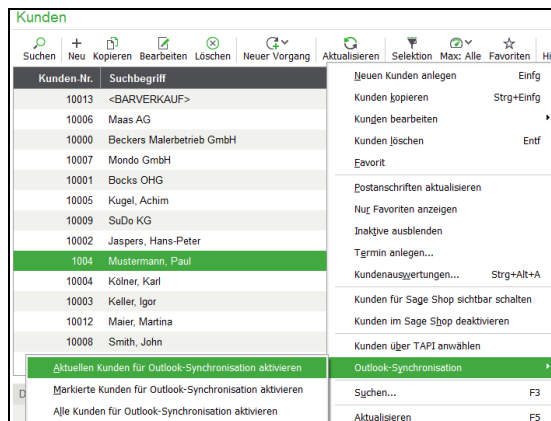 Kunden
Suchen Neu Kopieren Bearbeiten Löschen Neuer Vorgang Aktualisieren Selektion Max: Alle Favoriten
Kunden-Nr. Suchbegriff
10013 <BARVERKAUF>
10006 Maas AG
10000 Beckers Malerbetrieb GmbH
10007 Mondo GmbH
10001 Bocks OHG
10005 Kugel, Achim
10009 SuDo KG
10002 Jaspers, Hans-Peter
1004 Mustermann, Paul
10004 Kölner, Karl
10003 Keller, Igor
10012 Maier, Martina
10008 Smith, John
Neuen Kunden anlegen Einfg
Kunden kopieren Strg+Einfg
Kunden bearbeiten
Kunden löschen Entf
Favorit
Postanschriften aktualisieren
Nur Favoriten anzeigen
Inaktive ausblenden
Termin anlegen...
Kundenauswertungen... Strg+Alt+A
Kunden für Sage Shop sichtbar schalten
Kunden im Sage Shop deaktivieren
Kunden über TAPI anwählen
Outlook-Synchronisation
Suchen... F3
Aktualisieren F5
Aktuellen Kunden für Outlook-Synchronisation aktivieren
Markierte Kunden für Outlook-Synchronisation aktivieren
Alle Kunden für Outlook-Synchronisation aktivieren